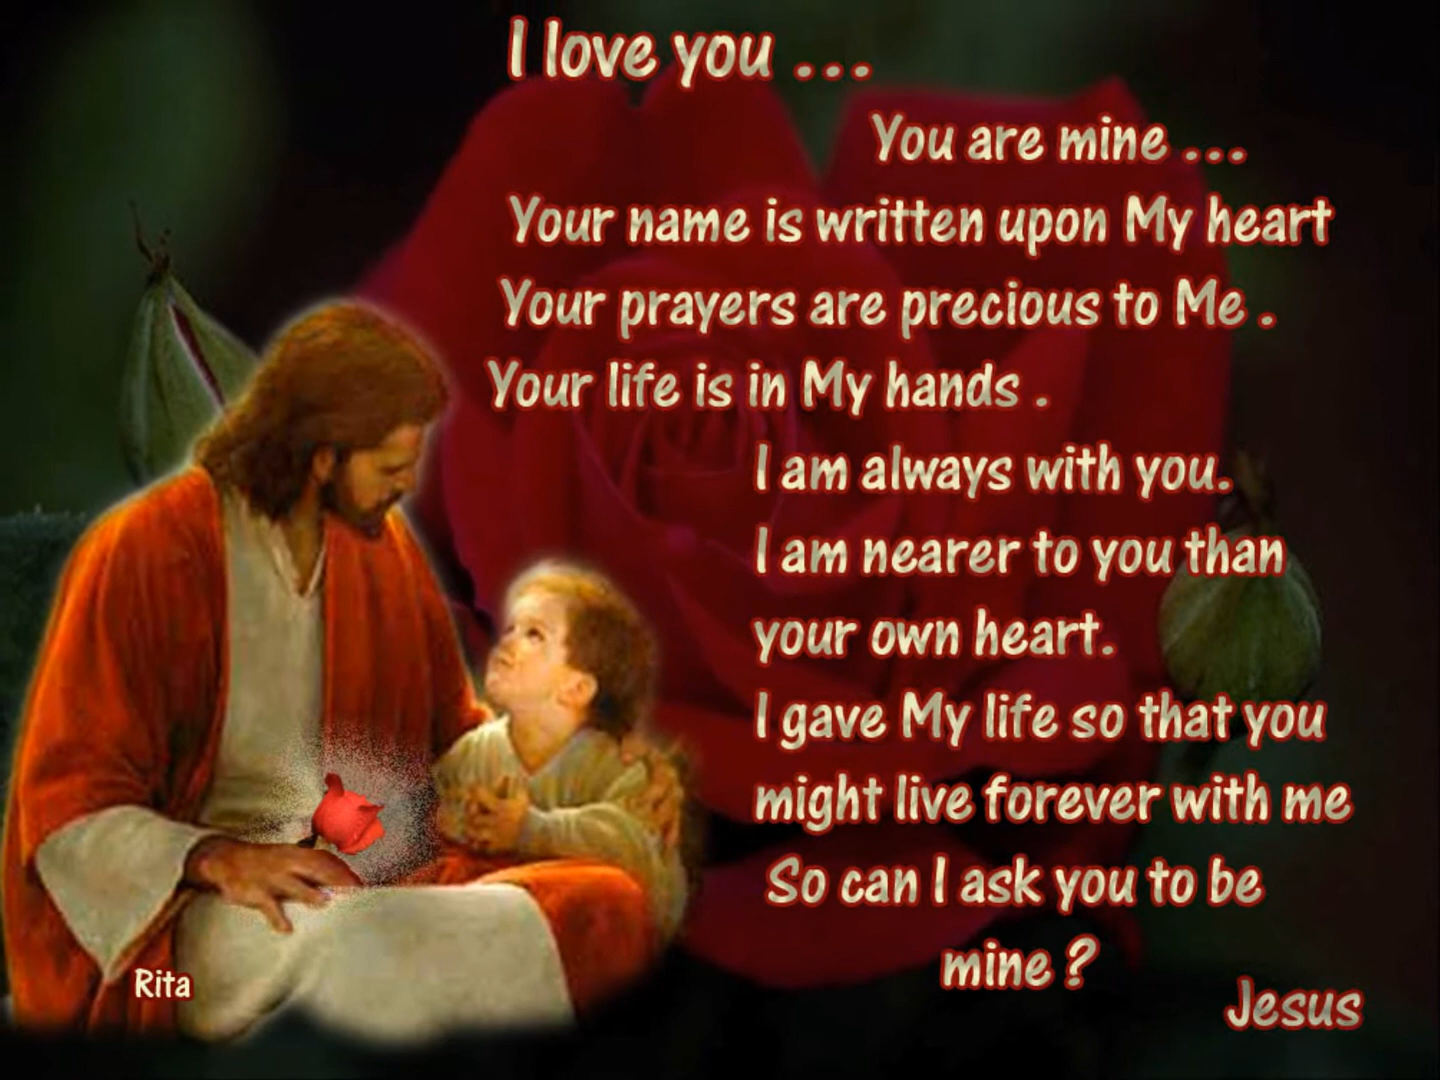 I love you ...
You are mine ...
Your name is written upon My heart
Your prayers are precious to Me .
Your life is in My hands .
I am always with you.
I am nearer to you than
your own heart.
I gave My life so that you
might live forever with me
So can I ask you to be
mine ?
Jesus
Rita